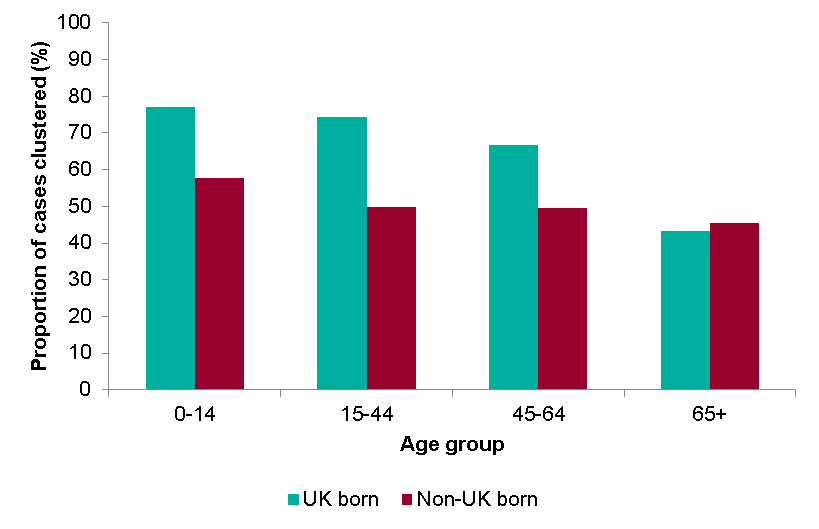 100
90
80
70
60
50
40
30
20
10
0
Proportion of cases clustered (%)
0-14 15-44 45-64 65+
Age group
UK born Non-UK born